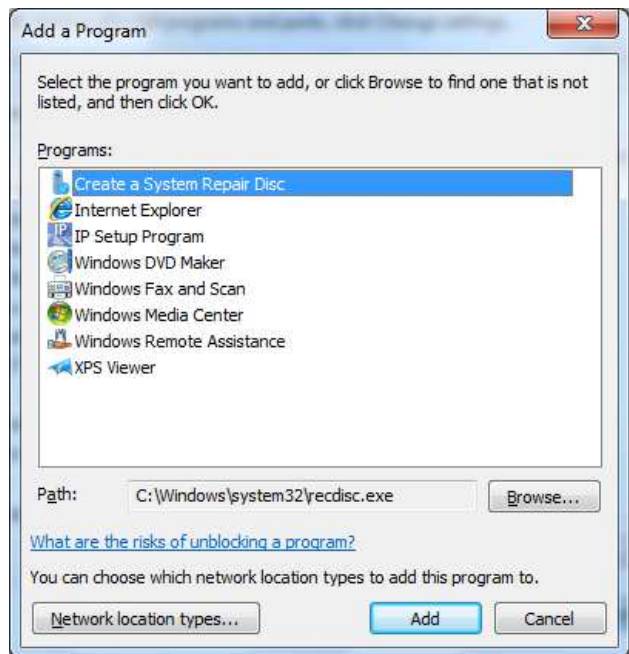 Add a Program
Select the program you want to add, or click Browse to find one that is not
listed, and then click OK.
Programs:
Create a System Repair Disc
Internet Explorer
IP Setup Program
Windows DVD Maker
Windows Fax and Scan
Windows Media Center
Windows Remote Assistance
XPS Viewer
Path: C:\Windows\system32\recdisc.exe Browse...
What are the risks of unblocking a program?
You can choose which network location types to add this program to.
Network location types... Add Cancel